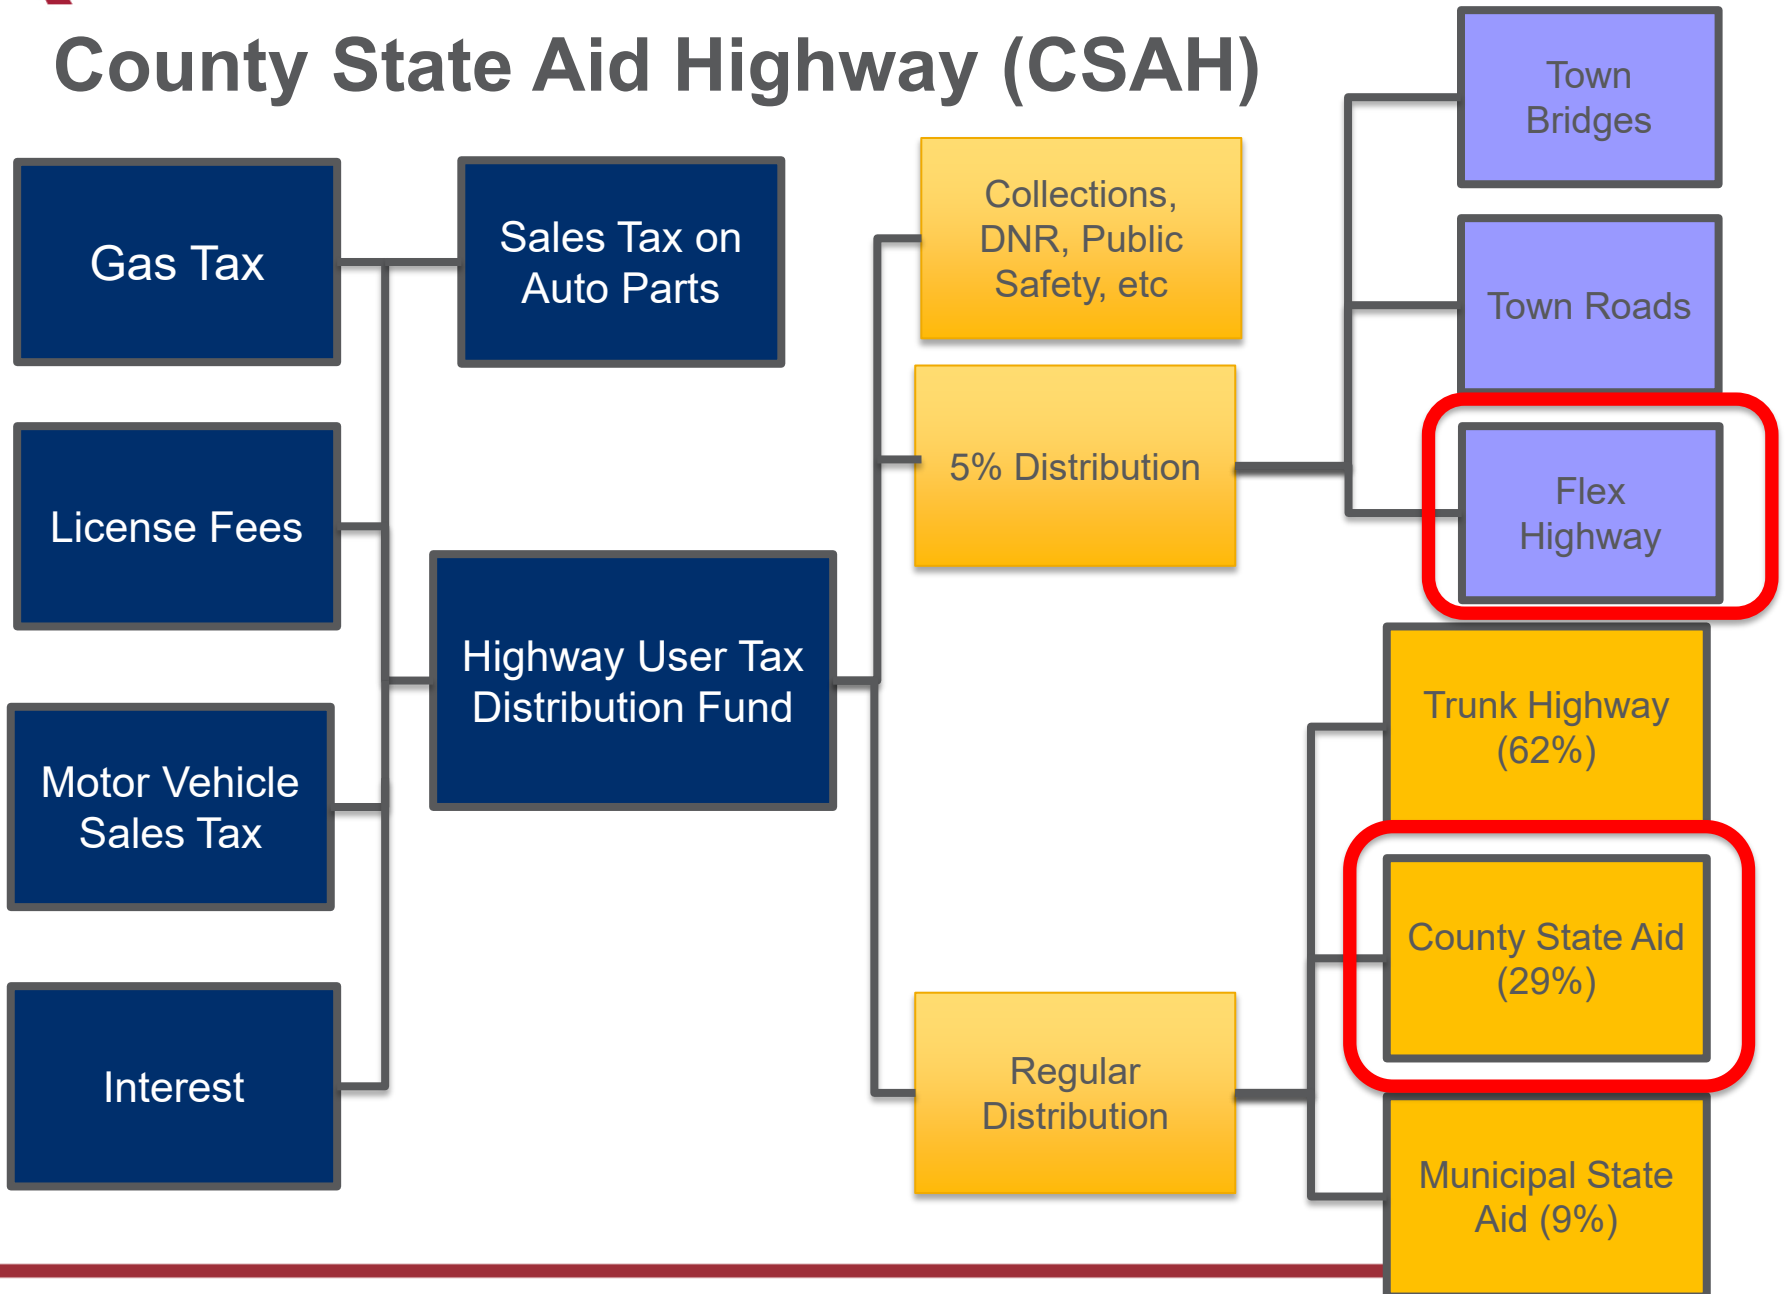 County State Aid Highway (CSAH)
Gas Tax
Sales Tax on
Auto Parts
License Fees
Highway User Tax
Distribution Fund
Motor Vehicle
Sales Tax
Interest
Collections,
DNR, Public
Safety, etc
5% Distribution
Regular
Distribution
Town
Bridges
Town Roads
Flex
Highway
Trunk Highway
(62%)
County State Aid
(29%)
Municipal State
Aid (9%)